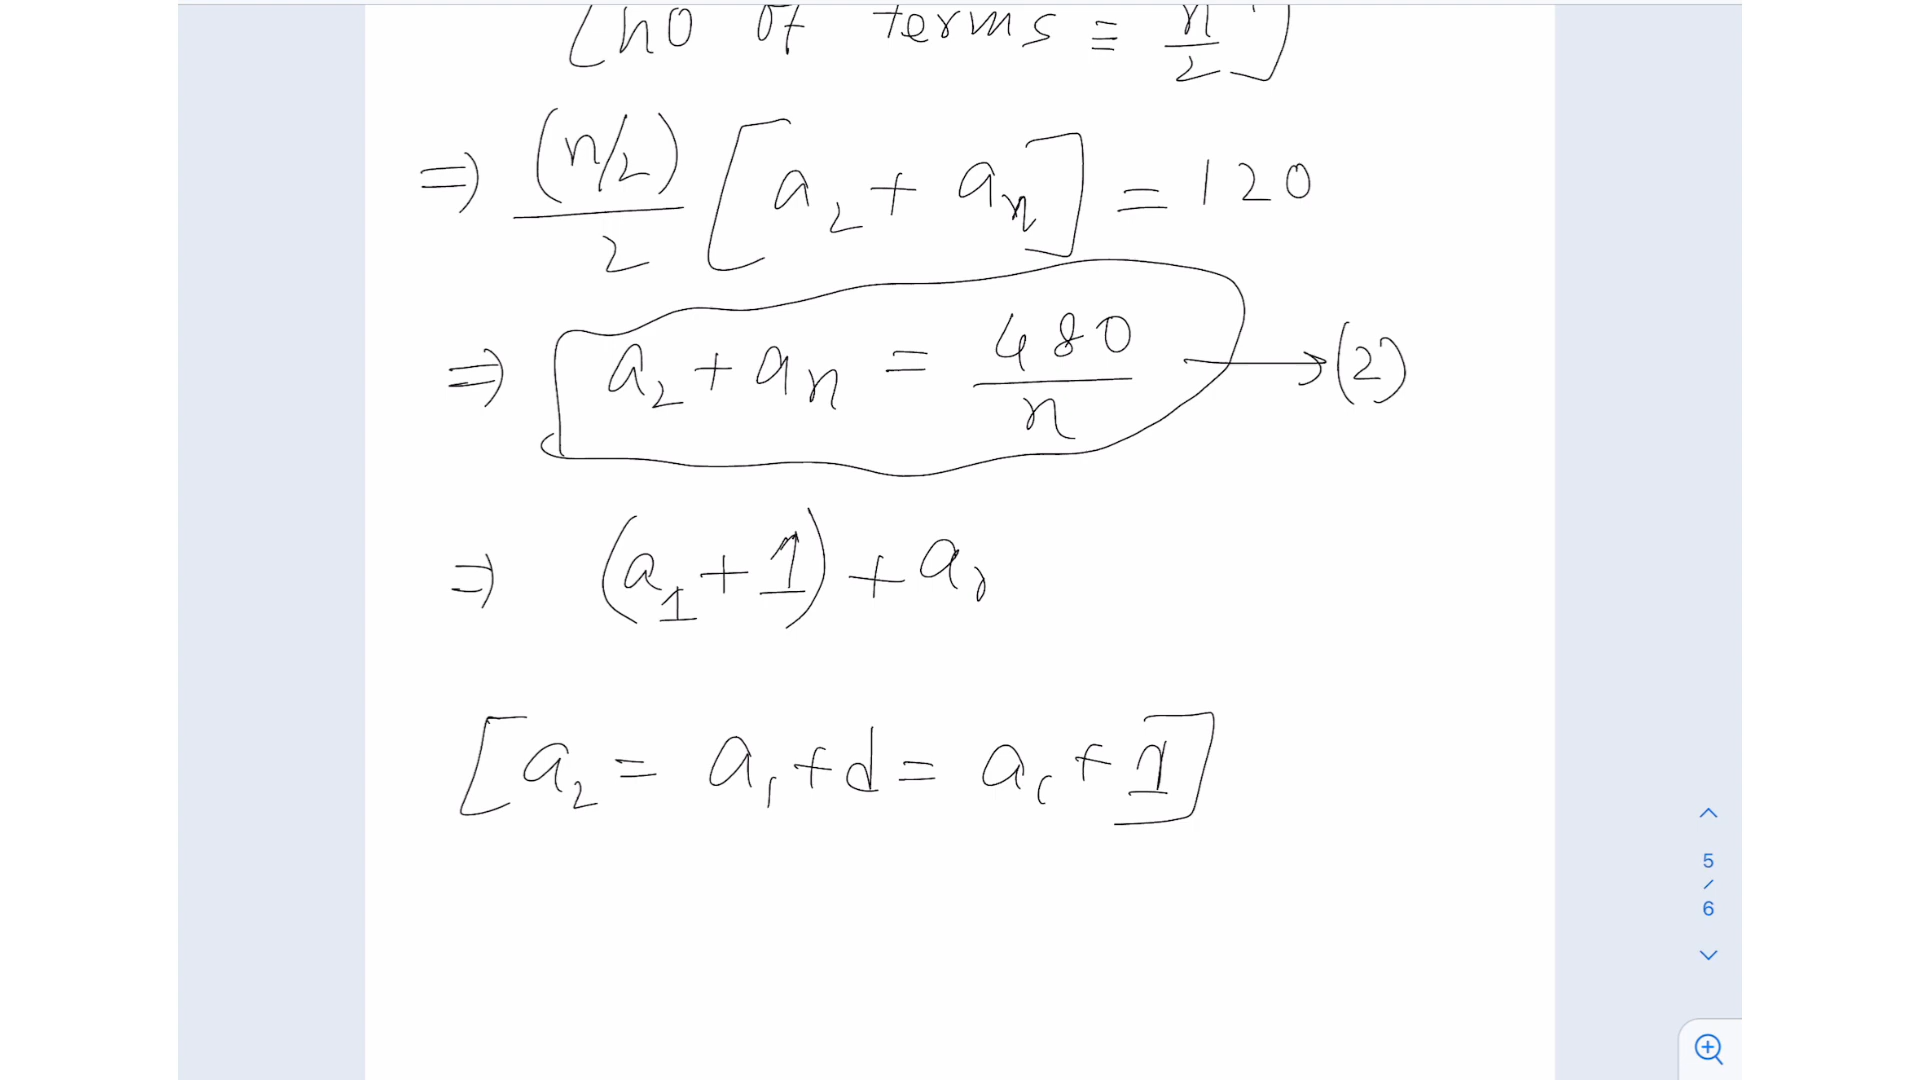 [no of terms ≡ n/2]
⇒ (n/2)/2 [a₂ + aₙ] = 120
⇒ a₂ + aₙ = 480/n → (2)
⇒ (a₁ + 1) + a
[a₂ = a₁ + d = a₁ + 1]
5
/
6